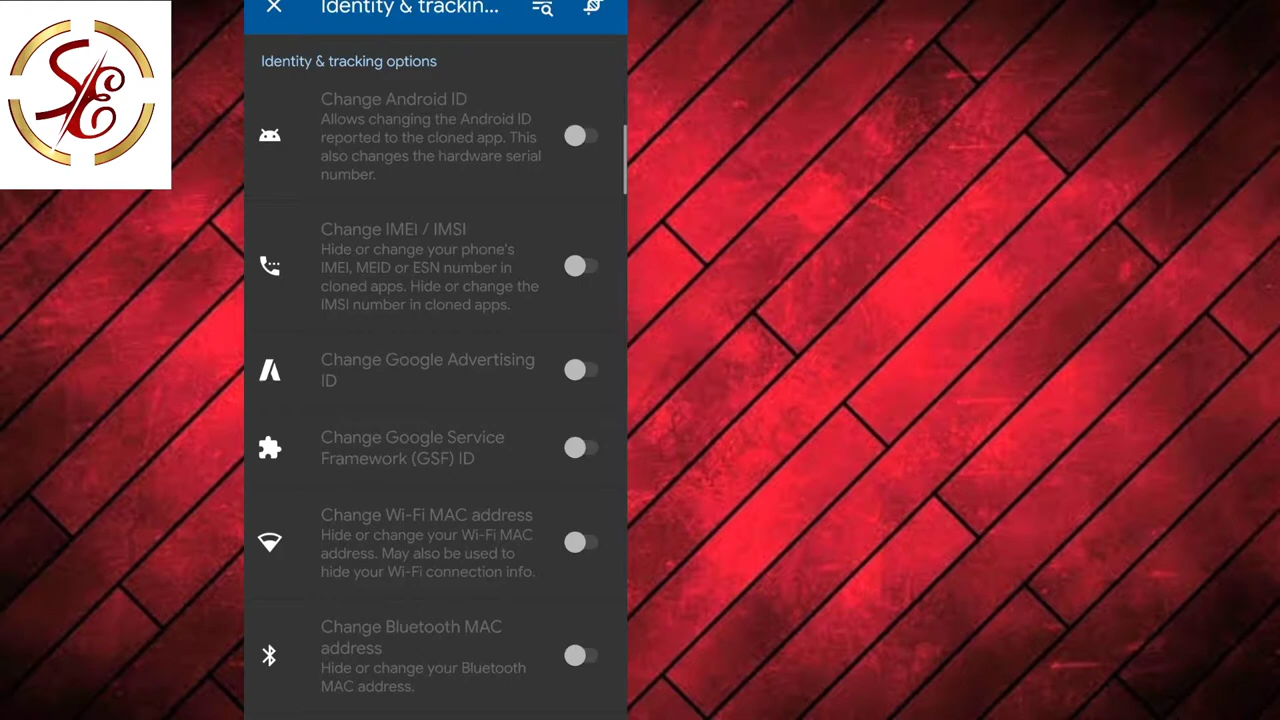 Identity & trackin...
Identity & tracking options
Change Android ID
Allows changing the Android ID
reported to the cloned app. This
also changes the hardware serial
number.
Change IMEI / IMSI
Hide or change your phone's
IMEI, MEID or ESN number in
cloned apps. Hide or change the
IMSI number in cloned apps.
Change Google Advertising
ID
Change Google Service
Framework (GSF) ID
Change Wi-Fi MAC address
Hide or change your Wi-Fi MAC
address. May also be used to
hide your Wi-Fi connection info.
Change Bluetooth MAC
address
Hide or change your Bluetooth
MAC address.
SE